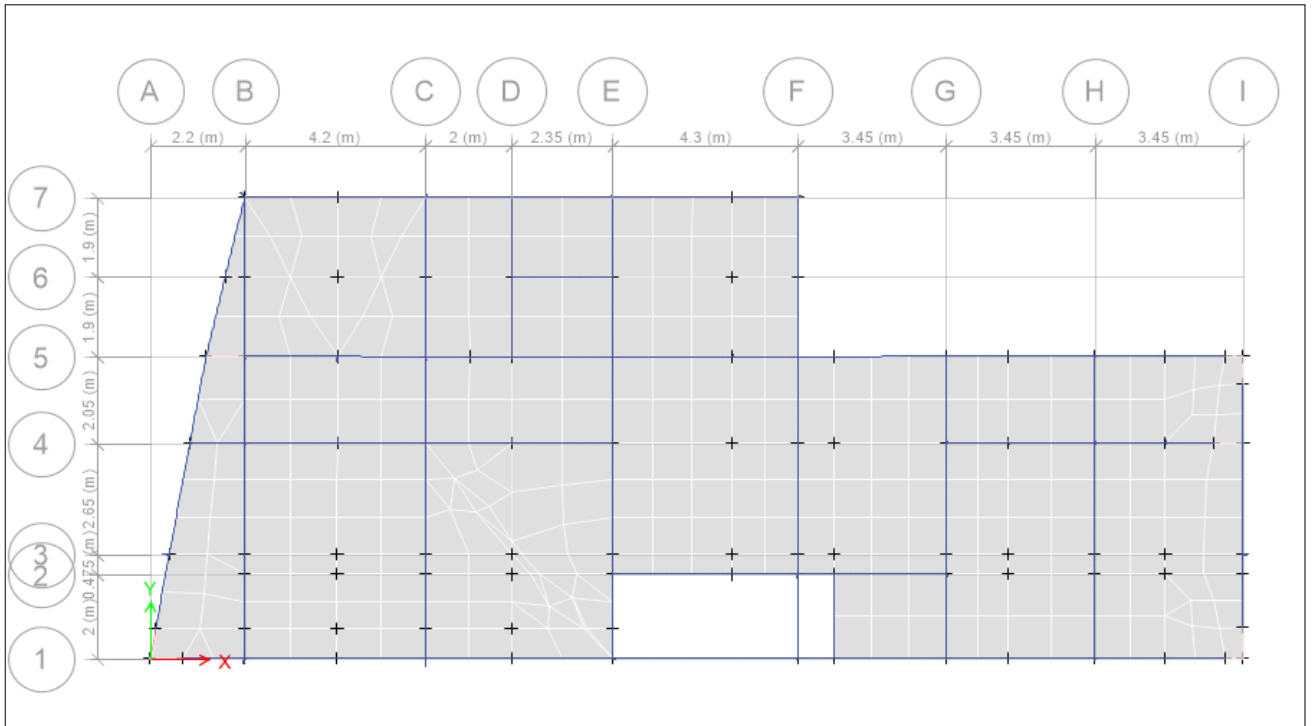 A B C D E F G H I
2.2 (m) 4.2 (m) 2 (m) 2.35 (m) 4.3 (m) 3.45 (m) 3.45 (m) 3.45 (m)
7
1.9 (m)
6
1.9 (m)
5
2.05 (m)
4
2.65 (m)
3
0.475 (m)
2
2 (m)
1
Y
X